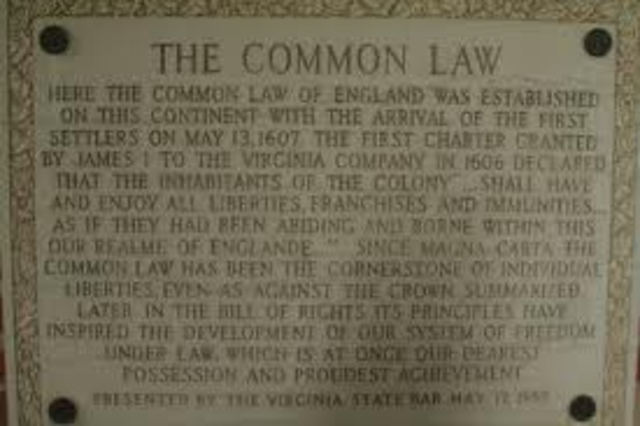 THE COMMON LAW
HERE THE COMMON LAW OF ENGLAND WAS ESTABLISHED
ON THIS CONTINENT WITH THE ARRIVAL OF THE FIRST
SETTLERS ON MAY 13, 1607. THE FIRST CHARTER GRANTED
BY JAMES I TO THE VIRGINIA COMPANY IN 1606 DECLARED
THAT THE INHABITANTS OF THE COLONY "...SHALL HAVE
AND ENJOY ALL LIBERTIES, FRANCHISES AND IMMUNITIES...
AS IF THEY HAD BEEN ABIDING AND BORNE WITHIN THIS
OUR REALME OF ENGLANDE..." SINCE MAGNA CARTA THE
COMMON LAW HAS BEEN THE CORNERSTONE OF INDIVIDUAL
LIBERTIES, EVEN AS AGAINST THE CROWN. SUMMARIZED
LATER IN THE BILL OF RIGHTS ITS PRINCIPLES HAVE
INSPIRED THE DEVELOPMENT OF OUR SYSTEM OF FREEDOM
UNDER LAW, WHICH IS AT ONCE OUR DEAREST
POSSESSION AND PROUDEST ACHIEVEMENT.
PRESENTED BY THE VIRGINIA STATE BAR MAY 17,